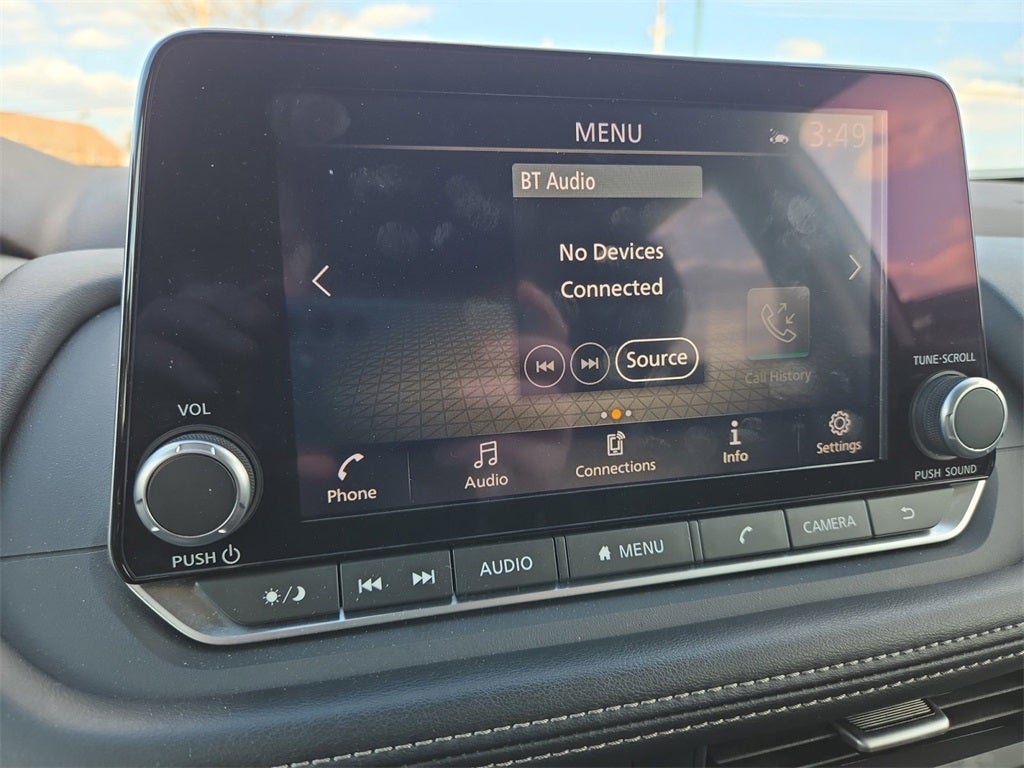 MENU
3:49
BT Audio
No Devices
Connected
Source
Call History
TUNE·SCROLL
VOL
Phone
Audio
Connections
Info
Settings
PUSH SOUND
PUSH
AUDIO
MENU
CAMERA